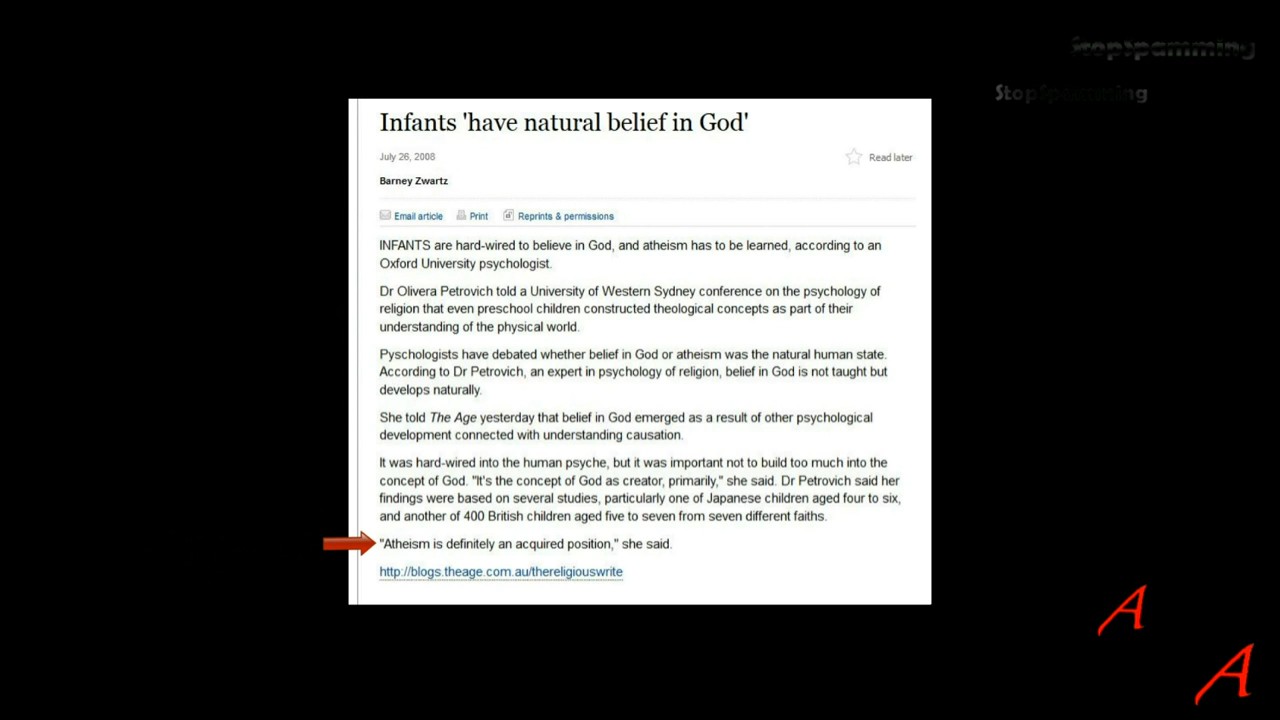 StopSpamming
StopSpamming
Infants 'have natural belief in God'
July 26, 2008
Read later
Barney Zwartz
Email article
Print
Reprints & permissions
INFANTS are hard-wired to believe in God, and atheism has to be learned, according to an
Oxford University psychologist.
Dr Olivera Petrovich told a University of Western Sydney conference on the psychology of
religion that even preschool children constructed theological concepts as part of their
understanding of the physical world.
Pyschologists have debated whether belief in God or atheism was the natural human state.
According to Dr Petrovich, an expert in psychology of religion, belief in God is not taught but
develops naturally.
She told The Age yesterday that belief in God emerged as a result of other psychological
development connected with understanding causation.
It was hard-wired into the human psyche, but it was important not to build too much into the
concept of God. "It's the concept of God as creator, primarily," she said. Dr Petrovich said her
findings were based on several studies, particularly one of Japanese children aged four to six,
and another of 400 British children aged five to seven from seven different faiths.
"Atheism is definitely an acquired position," she said.
http://blogs.theage.com.au/thereligiouswrite
A
A